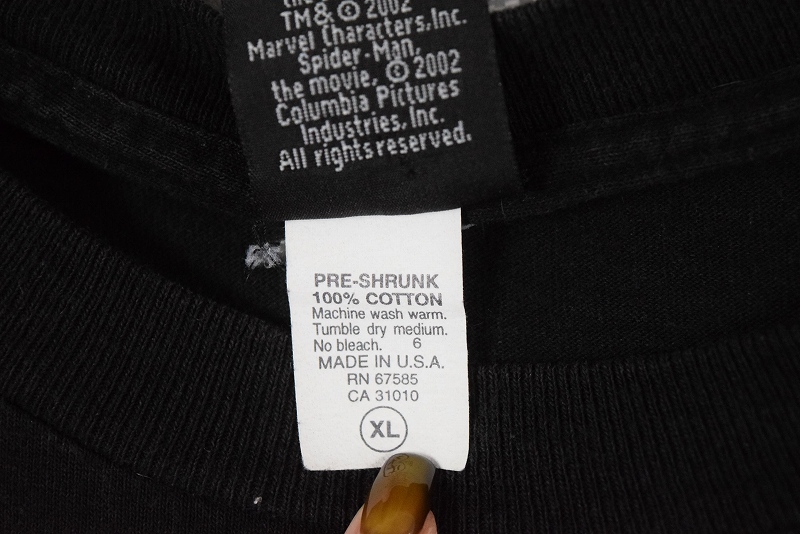 the
TM& © 2002
Marvel Characters, Inc.
Spider-Man,
the movie, © 2002
Columbia Pictures
Industries, Inc.
All rights reserved.
PRE-SHRUNK
100% COTTON
Machine wash warm.
Tumble dry medium.
No bleach. 6
MADE IN U.S.A.
RN 67585
CA 31010
XL